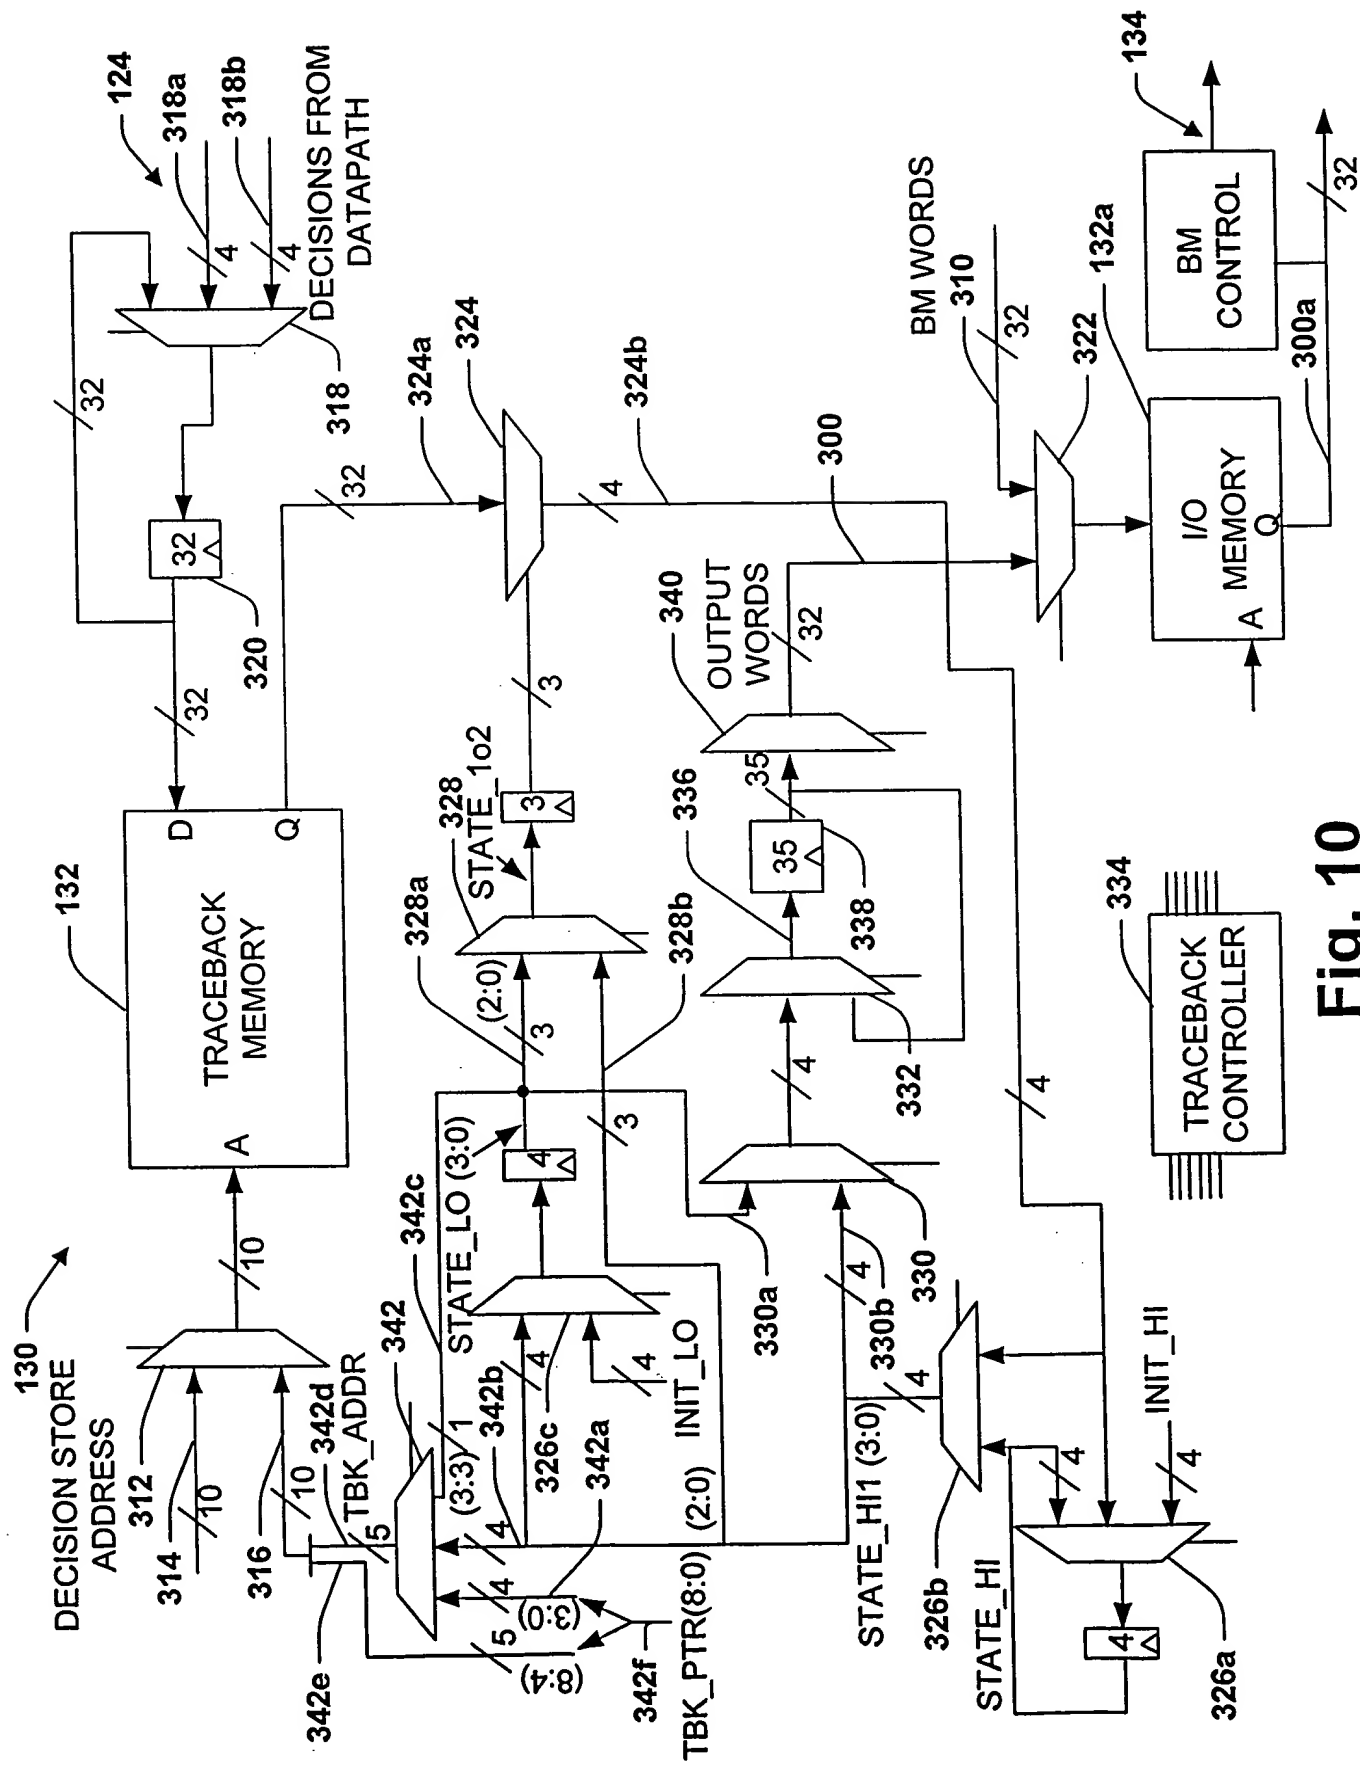 130
DECISION STORE
ADDRESS
312
314
10
316
10
342d
TBK_ADDR
342e
5
10
132
TRACEBACK
MEMORY
A
D
Q
32
32
320
32
32
318
124
318a
4
318b
4
DECISIONS FROM
DATAPATH
324a
324
324b
4
342
342c
(3:3)
1
STATE_LO (3:0)
4
342b
4
326c
4
INIT_LO
342a
4
(3:0)
5
(8:4)
342f
TBK_PTR(8:0)
(2:0)
328a
(2:0)
3
328
STATE_1o2
3
3
328b
3
330a
330b
4
330
4
332
336
35
338
35
340
OUTPUT
WORDS
32
300
BM WORDS
310
32
322
132a
I/O
MEMORY
A
Q
300a
BM
CONTROL
134
32
STATE_HI1 (3:0)
4
326b
STATE_HI
4
INIT_HI
4
4
326a
4
TRACEBACK
CONTROLLER
334
Fig. 10